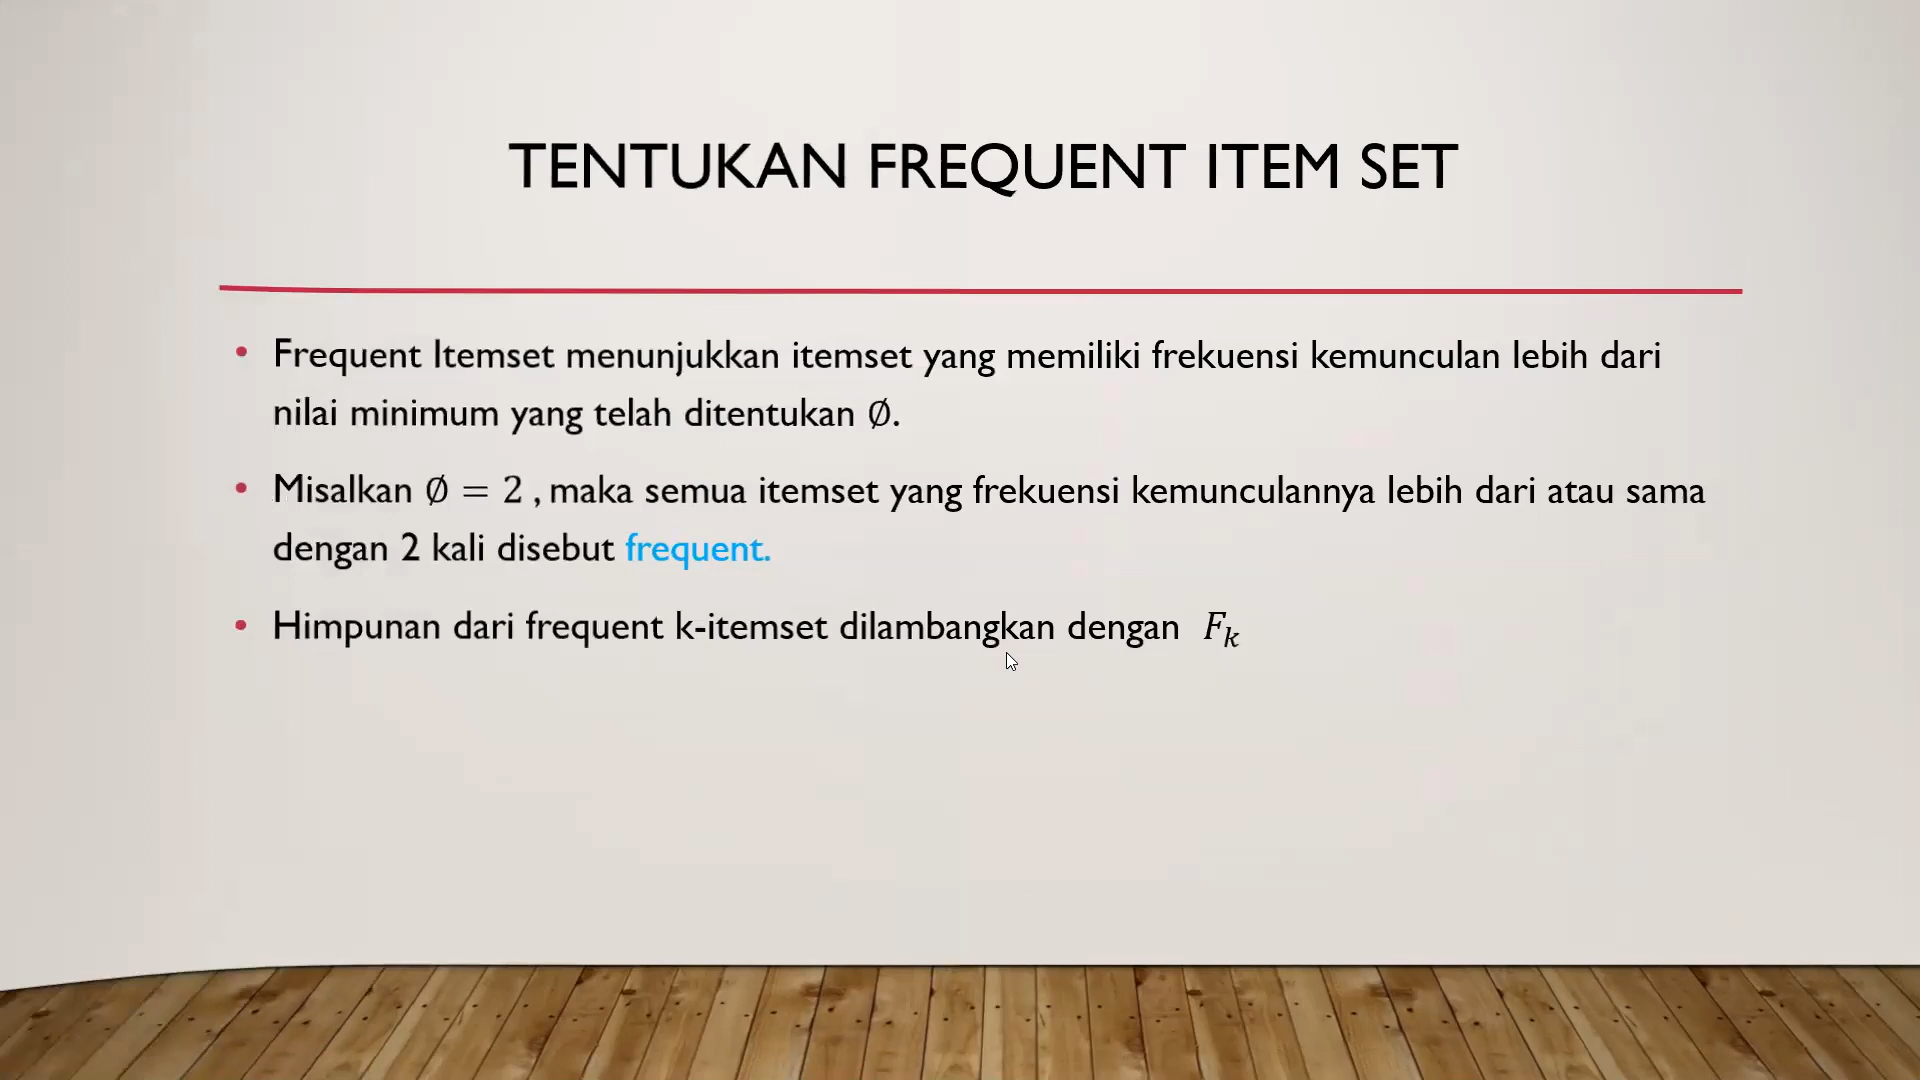 TENTUKAN FREQUENT ITEM SET
• Frequent Itemset menunjukkan itemset yang memiliki frekuensi kemunculan lebih dari
nilai minimum yang telah ditentukan ∅.
• Misalkan ∅ = 2 , maka semua itemset yang frekuensi kemunculannya lebih dari atau sama
dengan 2 kali disebut frequent.
• Himpunan dari frequent k-itemset dilambangkan dengan F_k